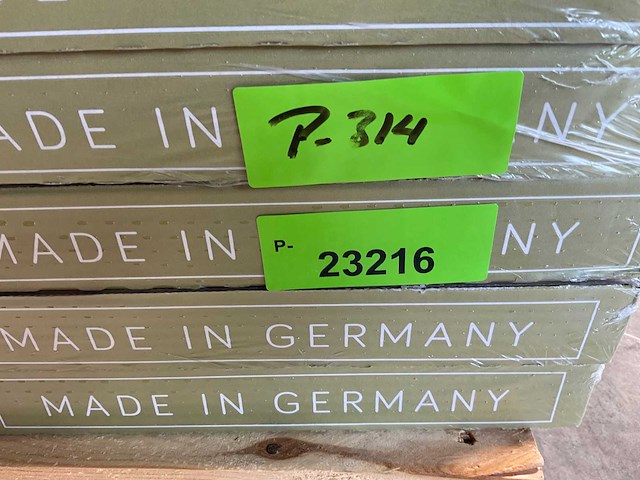 ADE IN
NY
P-314
MADE IN
NY
P-
23216
MADE IN GERMANY
MADE IN GERMANY